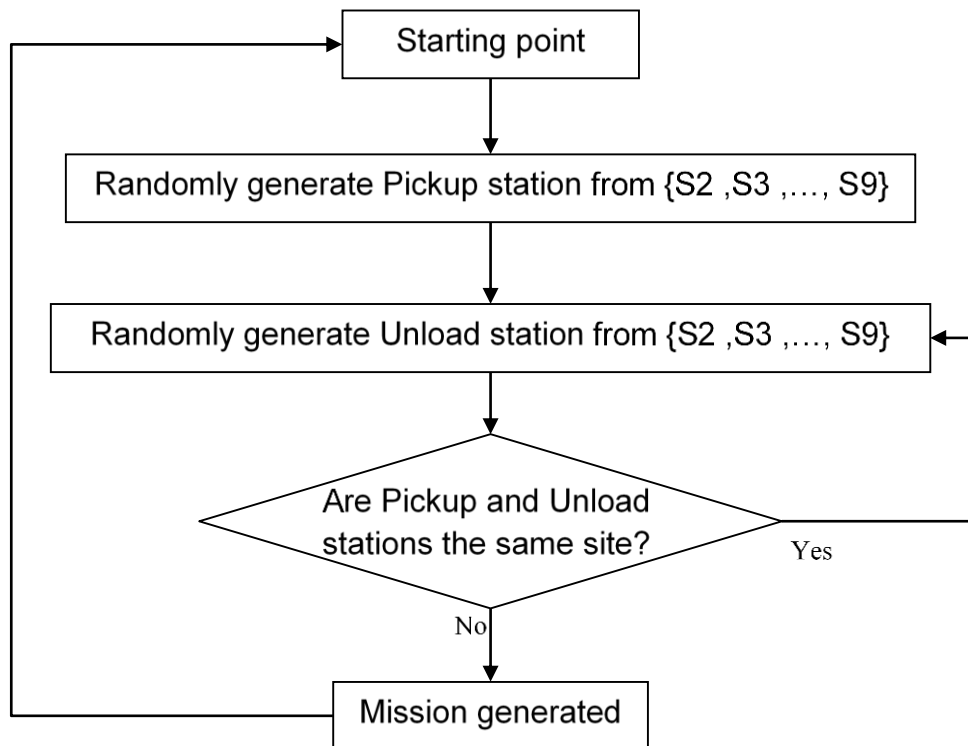 Starting point
Randomly generate Pickup station from {S2 ,S3 ,…, S9}
Randomly generate Unload station from {S2 ,S3 ,…, S9}
Are Pickup and Unload
stations the same site?
Yes
No
Mission generated